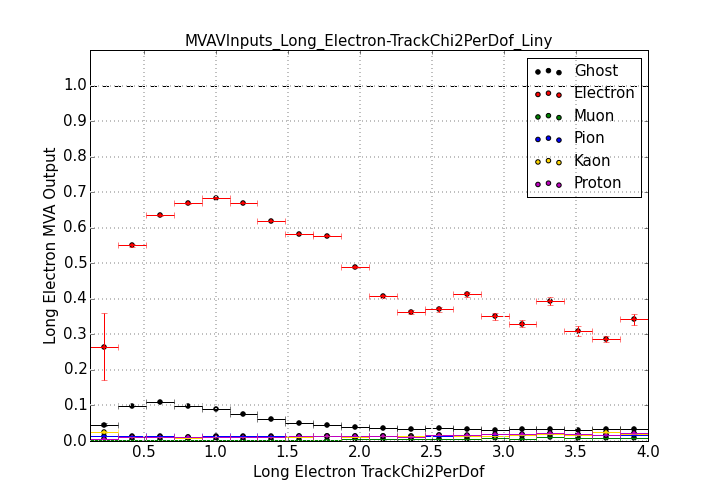 MVAVInputs_Long_Electron-TrackChi2PerDof_Liny
Long Electron MVA Output
1.0
0.9
0.8
0.7
0.6
0.5
0.4
0.3
0.2
0.1
0.0
Ghost
Electron
Muon
Pion
Kaon
Proton
0.5 1.0 1.5 2.0 2.5 3.0 3.5 4.0
Long Electron TrackChi2PerDof